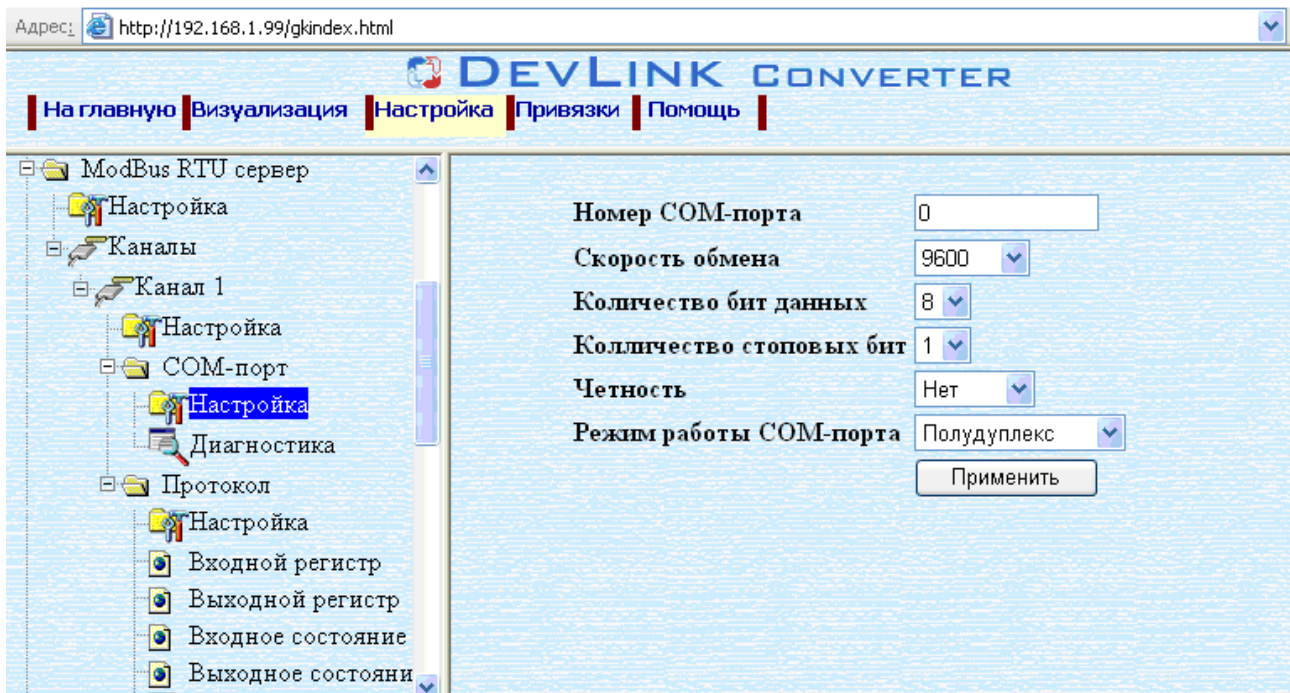 Адрес: http://192.168.1.99/gkindex.html
DEVLINK CONVERTER
На главную Визуализация Настройка Привязки Помощь
ModBus RTU сервер
Настройка
Каналы
Канал 1
Настройка
COM-порт
Настройка
Диагностика
Протокол
Настройка
Входной регистр
Выходной регистр
Входное состояние
Выходное состояни
Номер COM-порта 0
Скорость обмена 9600
Количество бит данных 8
Колличество стоповых бит 1
Четность Нет
Режим работы COM-порта Полудуплекс
Применить